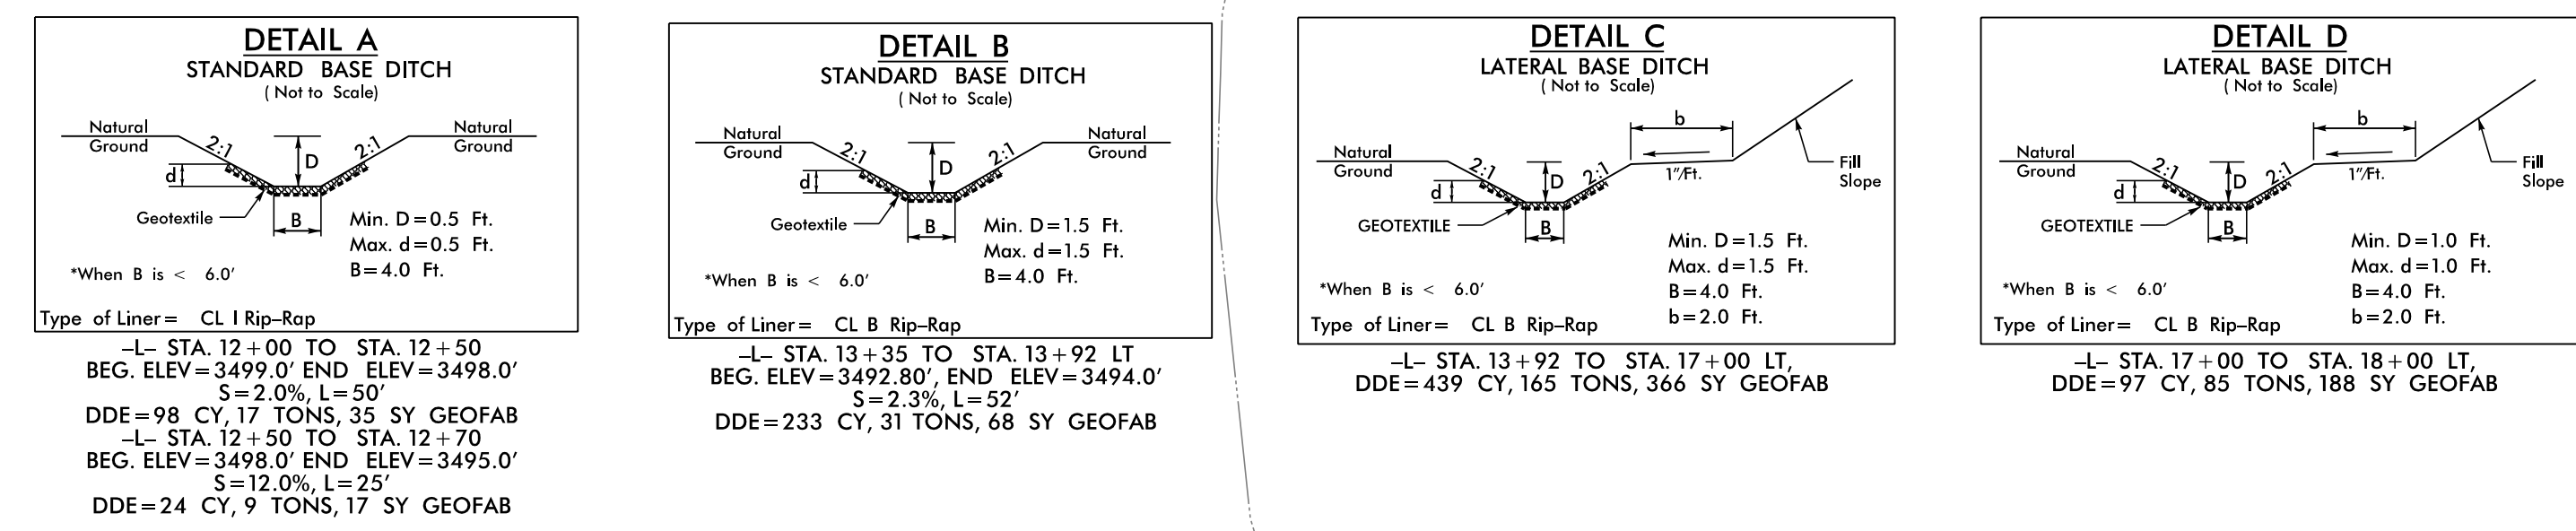 DETAIL A
STANDARD BASE DITCH
( Not to Scale)
Natural
Ground
2:1
D
2:1
Natural
Ground
d
Geotextile
B
Min. D=0.5 Ft.
Max. d=0.5 Ft.
B=4.0 Ft.
*When B is < 6.0'
Type of Liner= CL I Rip-Rap
-L- STA. 12+00 TO STA. 12+50
BEG. ELEV=3499.0' END ELEV=3498.0'
S=2.0%, L=50'
DDE=98 CY, 17 TONS, 35 SY GEOFAB
-L- STA. 12+50 TO STA. 12+70
BEG. ELEV=3498.0' END ELEV=3495.0'
S=12.0%, L=25'
DDE=24 CY, 9 TONS, 17 SY GEOFAB
DETAIL B
STANDARD BASE DITCH
( Not to Scale)
Natural
Ground
2:1
D
2:1
Natural
Ground
d
Geotextile
B
Min. D=1.5 Ft.
Max. d=1.5 Ft.
B=4.0 Ft.
*When B is < 6.0'
Type of Liner= CL B Rip-Rap
-L- STA. 13+35 TO STA. 13+92 LT
BEG. ELEV=3492.80', END ELEV=3494.0'
S=2.3%, L=52'
DDE=233 CY, 31 TONS, 68 SY GEOFAB
DETAIL C
LATERAL BASE DITCH
( Not to Scale)
b
Natural
Ground
2:1
D
2:1
1"/Ft.
Fill
Slope
d
GEOTEXTILE
B
Min. D=1.5 Ft.
Max. d=1.5 Ft.
B=4.0 Ft.
b=2.0 Ft.
*When B is < 6.0'
Type of Liner= CL B Rip-Rap
-L- STA. 13+92 TO STA. 17+00 LT,
DDE=439 CY, 165 TONS, 366 SY GEOFAB
DETAIL D
LATERAL BASE DITCH
( Not to Scale)
b
Natural
Ground
2:1
D
2:1
1"/Ft.
Fill
Slope
d
GEOTEXTILE
B
Min. D=1.0 Ft.
Max. d=1.0 Ft.
B=4.0 Ft.
b=2.0 Ft.
*When B is < 6.0'
Type of Liner= CL B Rip-Rap
-L- STA. 17+00 TO STA. 18+00 LT,
DDE=97 CY, 85 TONS, 188 SY GEOFAB